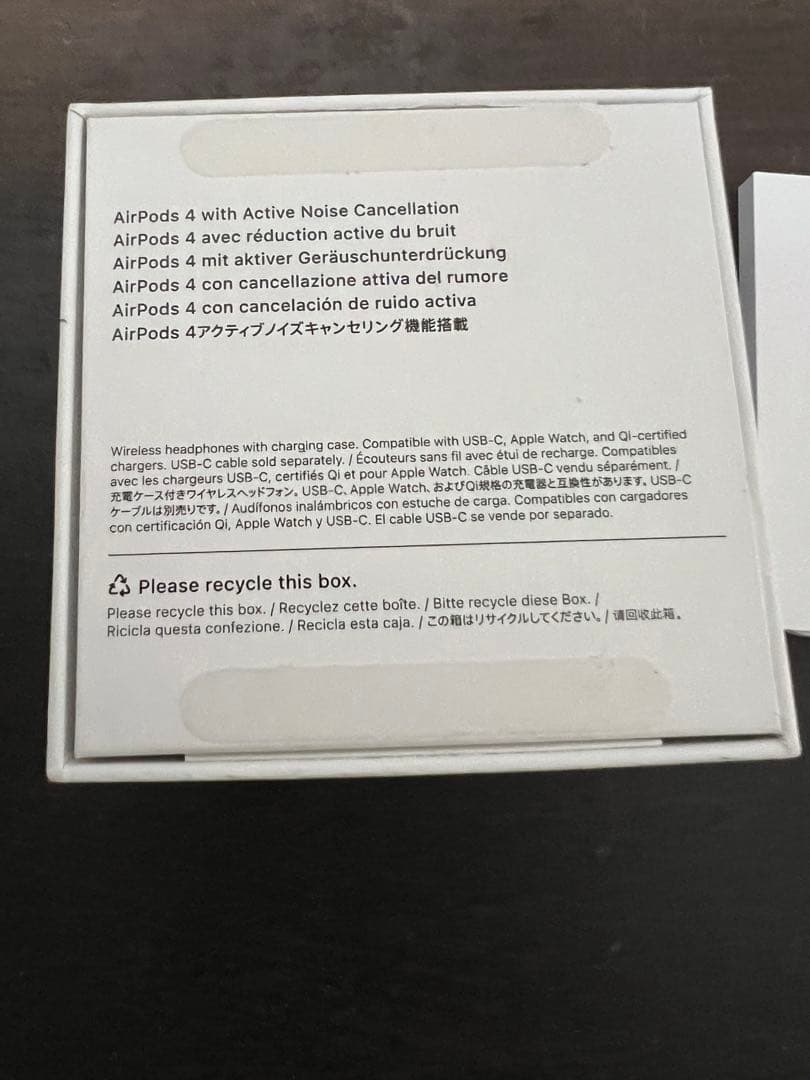 AirPods 4 with Active Noise Cancellation
AirPods 4 avec réduction active du bruit
AirPods 4 mit aktiver Geräuschunterdrückung
AirPods 4 con cancellazione attiva del rumore
AirPods 4 con cancelación de ruido activa
AirPods 4アクティブノイズキャンセリング機能搭載
Wireless headphones with charging case. Compatible with USB-C, Apple Watch, and Qi-certified
chargers. USB-C cable sold separately. / Écouteurs sans fil avec étui de recharge. Compatibles
avec les chargeurs USB-C, certifiés Qi et pour Apple Watch. Câble USB-C vendu séparément. /
充電ケース付きワイヤレスヘッドフォン。USB-C、Apple Watch、およびQi規格の充電器と互換性があります。USB-C
ケーブルは別売りです。/ Audífonos inalámbricos con estuche de carga. Compatibles con cargadores
con certificación Qi, Apple Watch y USB-C. El cable USB-C se vende por separado.
Please recycle this box.
Please recycle this box. / Recyclez cette boîte. / Bitte recycle diese Box. /
Ricicla questa confezione. / Recicla esta caja. / この箱はリサイクルしてください。/ 请回收此箱。